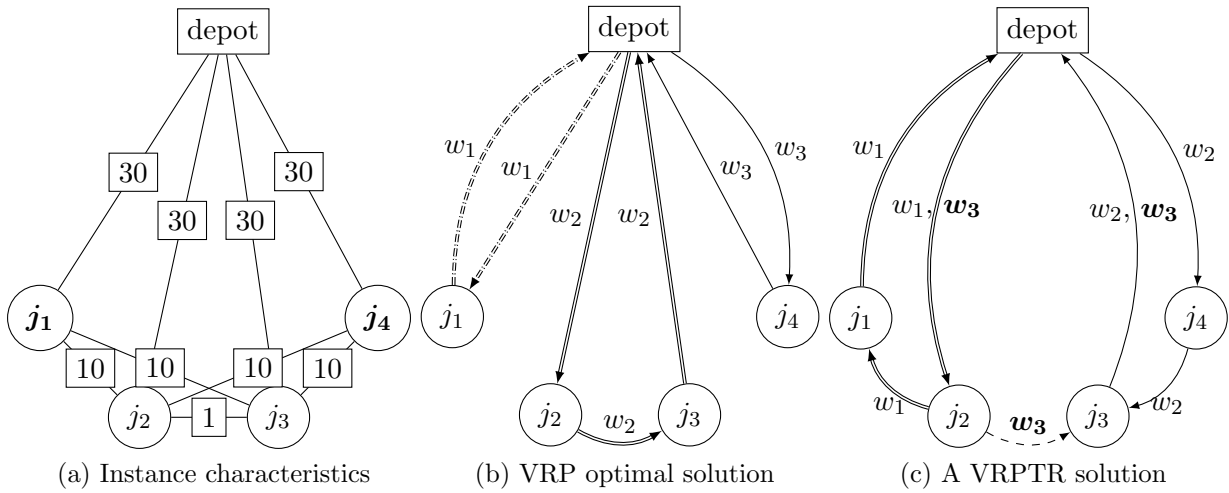 depot
30
30
30
30
j1
j4
10
10
10
10
j2
1
j3
(a) Instance characteristics
depot
w1
w1
w3
w3
w2
w2
j1
j4
j2
w2
j3
(b) VRP optimal solution
depot
w1
w2
w1, w3
w2, w3
j1
j4
w1
w2
j2
w3
j3
(c) A VRPTR solution